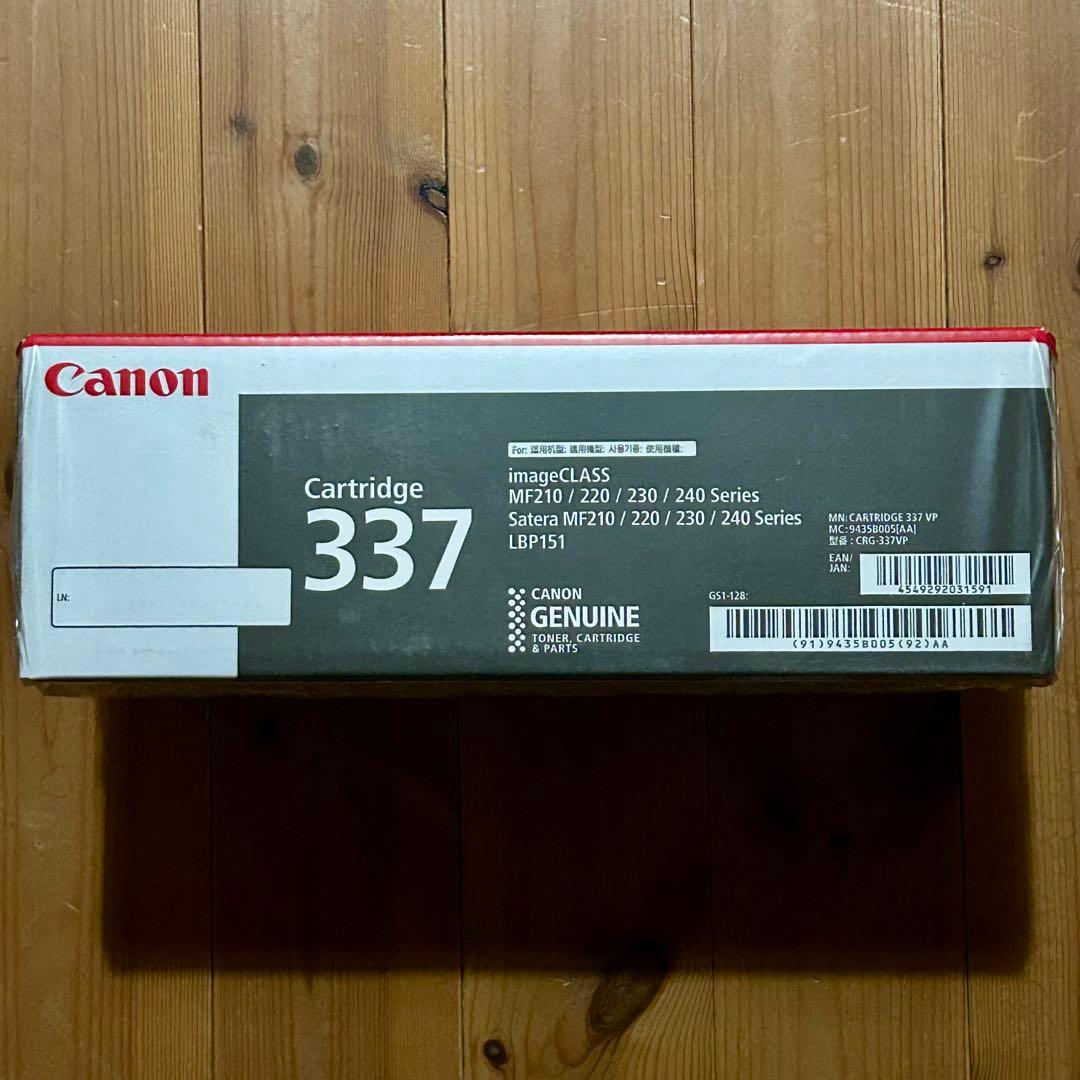 Canon
Cartridge
337
For: 适用机型: 適用機型: 사용기종: 使用機種:
imageCLASS
MF210 / 220 / 230 / 240 Series
Satera MF210 / 220 / 230 / 240 Series
LBP151
CANON
GENUINE
TONER, CARTRIDGE
& PARTS
LN:
MN: CARTRIDGE 337 VP
MC: 9435B005[AA]
型番 : CRG-337VP
EAN/
JAN:
4549292031591
GS1-128:
(91)9435B005(92)AA